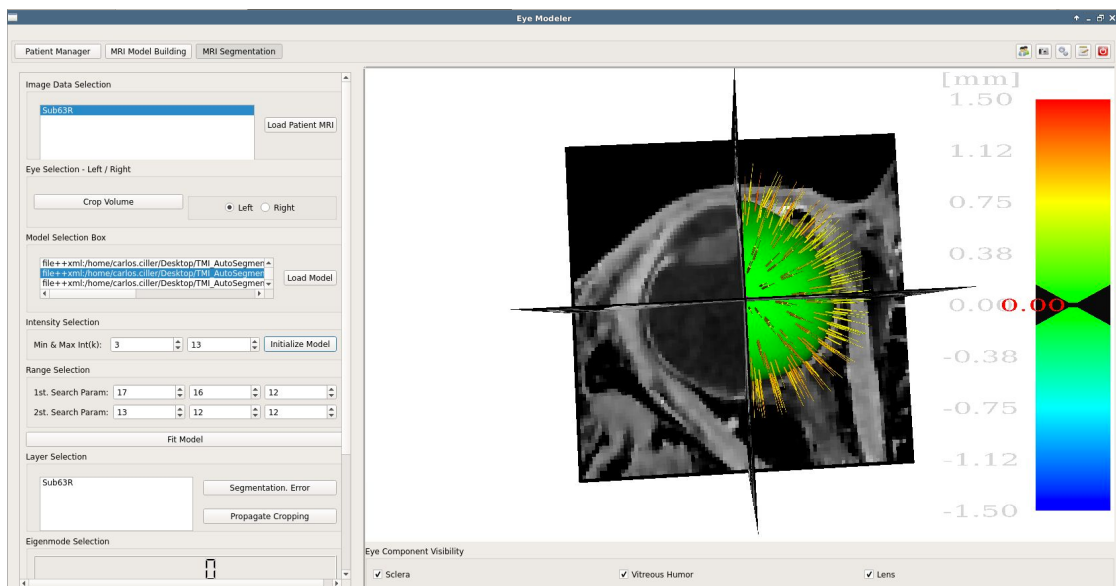 Eye Modeler
Patient Manager MRI Model Building MRI Segmentation
Image Data Selection
Sub63R
Load Patient MRI
Eye Selection - Left / Right
Crop Volume
Left Right
Model Selection Box
file++xml:/home/carlos.ciller/Desktop/TMI_AutoSegmen
file++xml:/home/carlos.ciller/Desktop/TMI_AutoSegmen
file++xml:/home/carlos.ciller/Desktop/TMI_AutoSegmen
Load Model
Intensity Selection
Min & Max Int(k): 3 13 Initialize Model
Range Selection
1st. Search Param: 17 16 12
2st. Search Param: 13 12 12
Fit Model
Layer Selection
Sub63R
Segmentation. Error
Propagate Cropping
Eigenmode Selection
0
[mm]
1.50
1.12
0.75
0.38
0.00 0.00
-0.38
-0.75
-1.12
-1.50
Eye Component Visibility
Sclera Vitreous Humor Lens